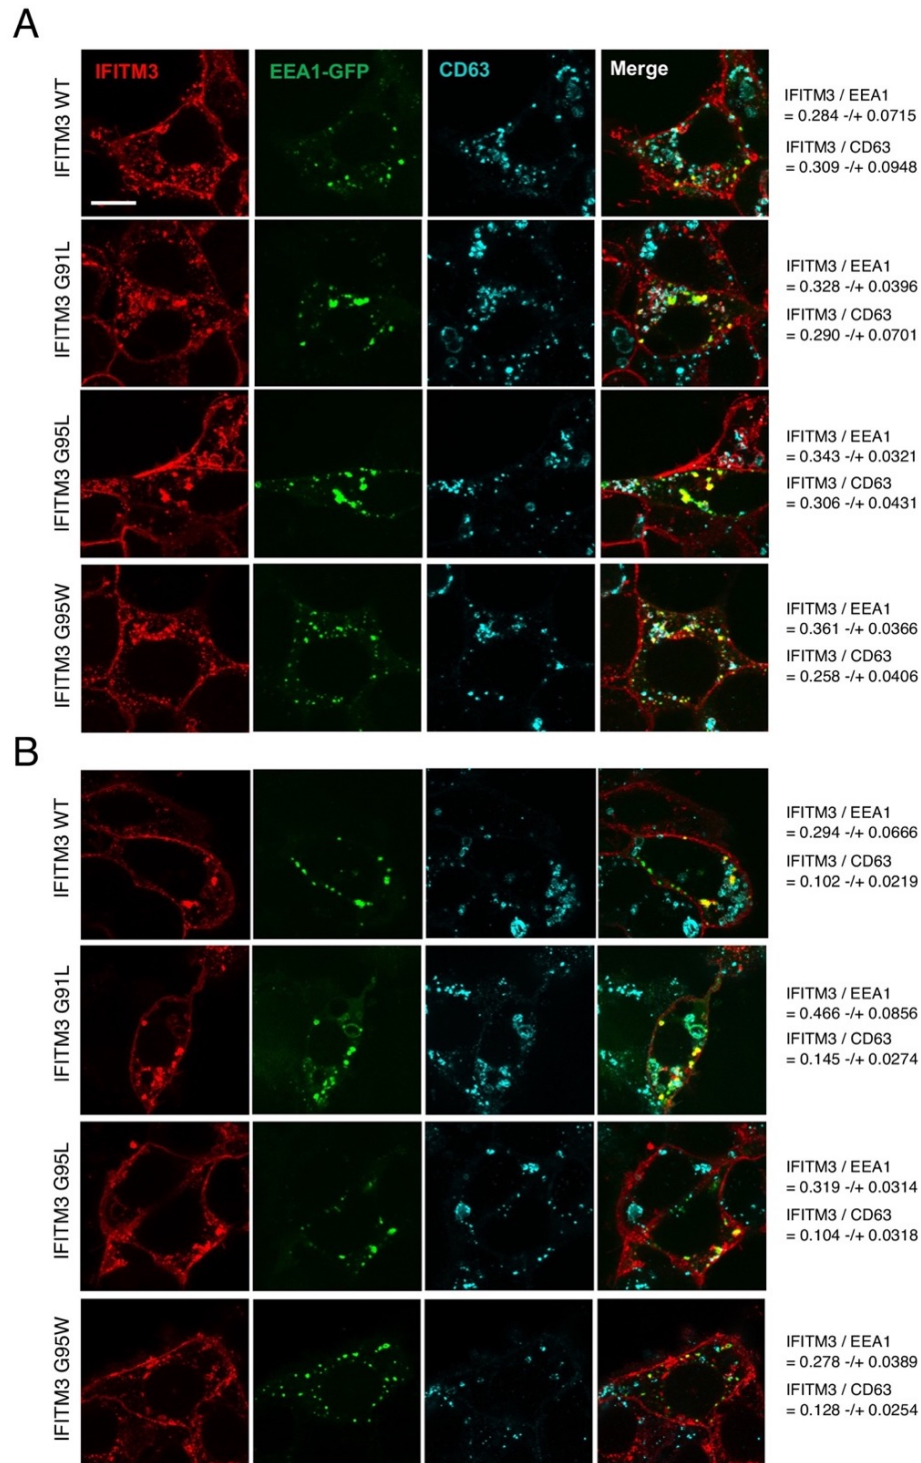 A
IFITM3 EEA1-GFP CD63 Merge
IFITM3 WT
IFITM3 / EEA1
= 0.284 -/+ 0.0715
IFITM3 / CD63
= 0.309 -/+ 0.0948
IFITM3 G91L
IFITM3 / EEA1
= 0.328 -/+ 0.0396
IFITM3 / CD63
= 0.290 -/+ 0.0701
IFITM3 G95L
IFITM3 / EEA1
= 0.343 -/+ 0.0321
IFITM3 / CD63
= 0.306 -/+ 0.0431
IFITM3 G95W
IFITM3 / EEA1
= 0.361 -/+ 0.0366
IFITM3 / CD63
= 0.258 -/+ 0.0406
B
IFITM3 WT
IFITM3 / EEA1
= 0.294 -/+ 0.0666
IFITM3 / CD63
= 0.102 -/+ 0.0219
IFITM3 G91L
IFITM3 / EEA1
= 0.466 -/+ 0.0856
IFITM3 / CD63
= 0.145 -/+ 0.0274
IFITM3 G95L
IFITM3 / EEA1
= 0.319 -/+ 0.0314
IFITM3 / CD63
= 0.104 -/+ 0.0318
IFITM3 G95W
IFITM3 / EEA1
= 0.278 -/+ 0.0389
IFITM3 / CD63
= 0.128 -/+ 0.0254